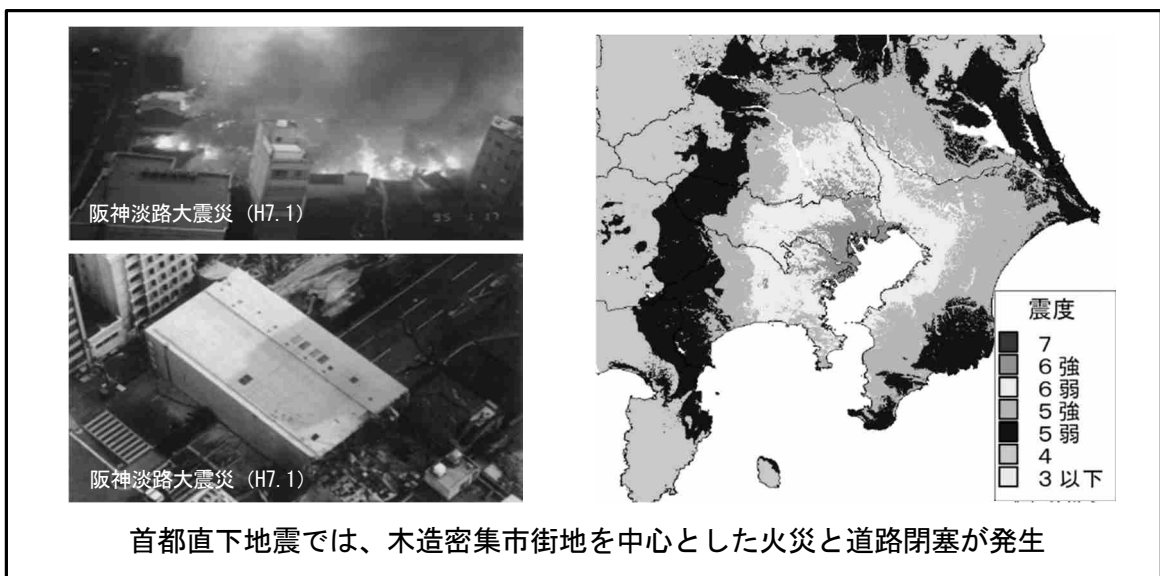 阪神淡路大震災（H7.1）
阪神淡路大震災（H7.1）
震度
7
6強
6弱
5強
5弱
4
3以下
首都直下地震では、木造密集市街地を中心とした火災と道路閉塞が発生